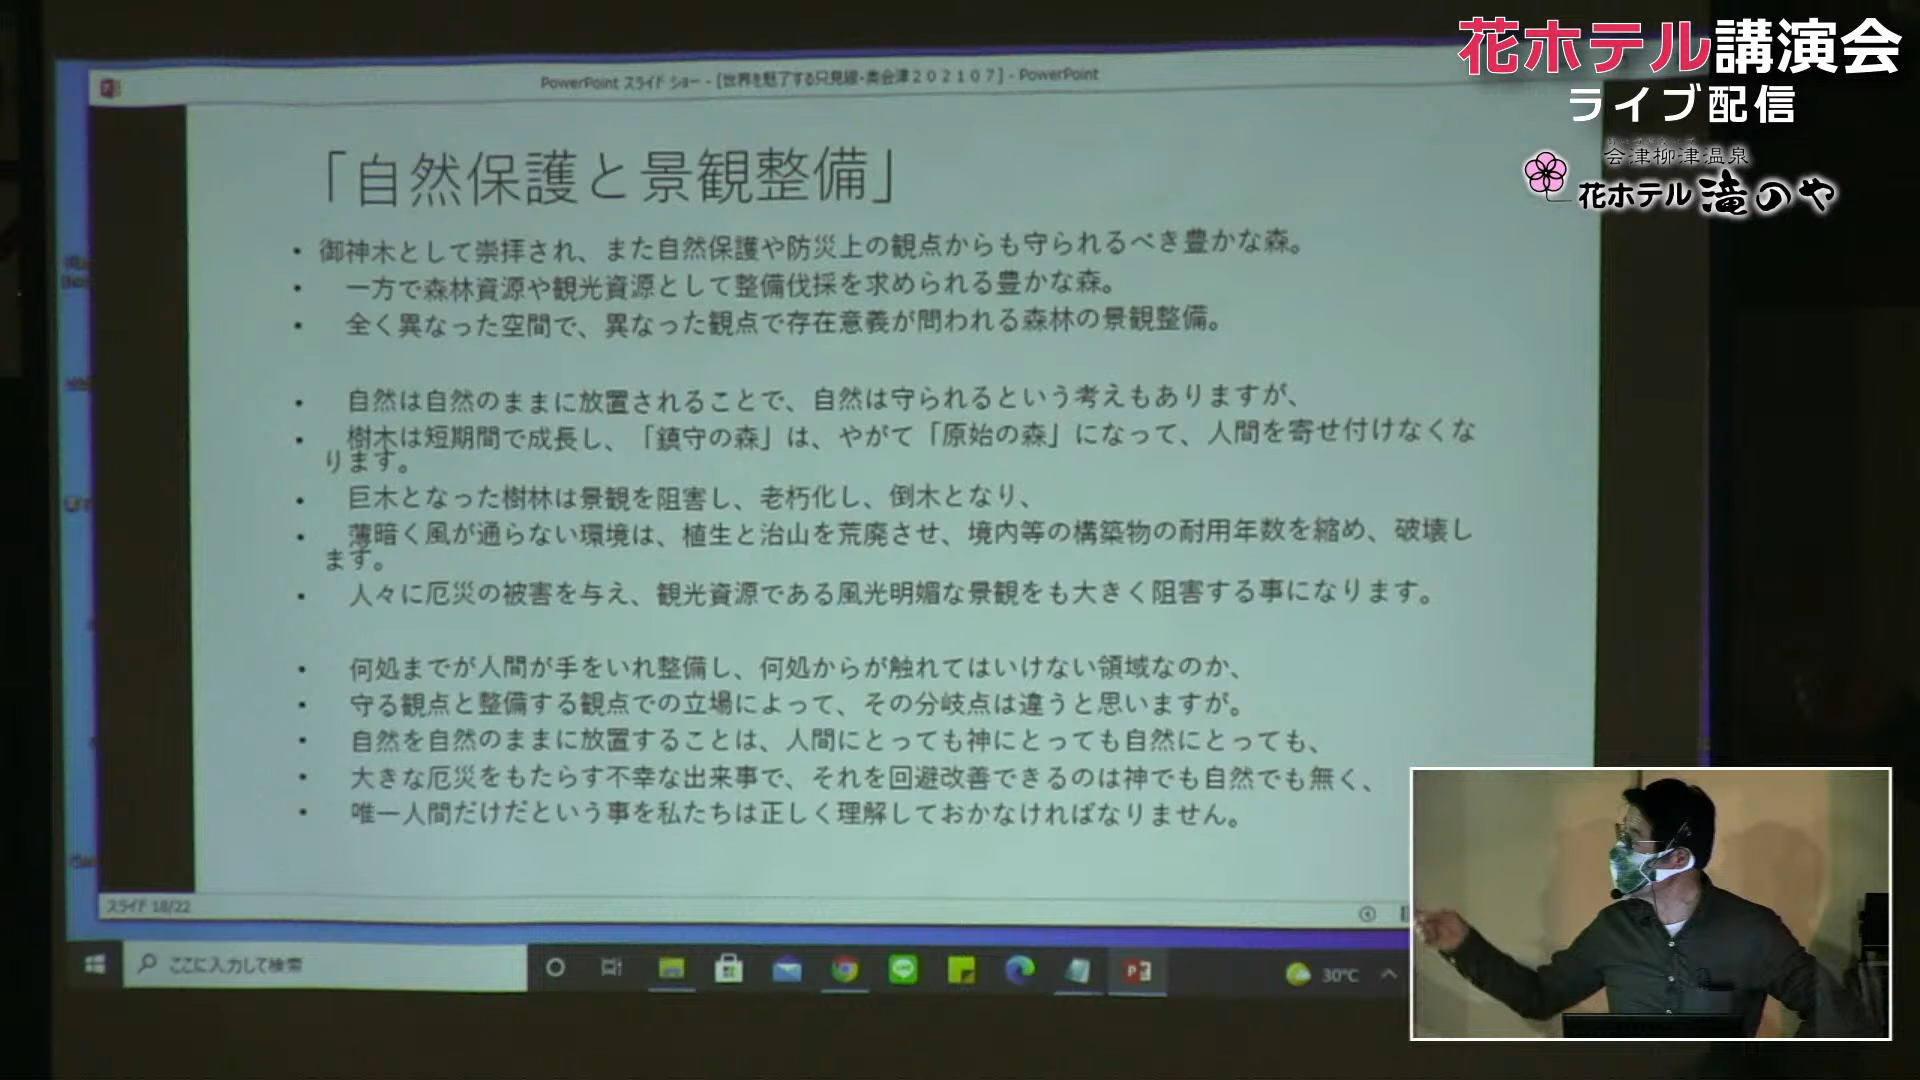 花ホテル講演会
ライブ配信
会津柳津温泉
花ホテル 滝のや
PowerPoint スライド ショー - [世界を魅了する只見線・奥会津２０２１０７] - PowerPoint
「自然保護と景観整備」
• 御神木として崇拝され、また自然保護や防災上の観点からも守られるべき豊かな森。
• 一方で森林資源や観光資源として整備伐採を求められる豊かな森。
• 全く異なった空間で、異なった観点で存在意義が問われる森林の景観整備。
• 自然は自然のままに放置されることで、自然は守られるという考えもありますが、
• 樹木は短期間で成長し、「鎮守の森」は、やがて「原始の森」になって、人間を寄せ付けなくな
ります。
• 巨木となった樹林は景観を阻害し、老朽化し、倒木となり、
• 薄暗く風が通らない環境は、植生と治山を荒廃させ、境内等の構築物の耐用年数を縮め、破壊し
ます。
• 人々に厄災の被害を与え、観光資源である風光明媚な景観をも大きく阻害する事になります。
• 何処までが人間が手をいれ整備し、何処からが触れてはいけない領域なのか、
• 守る観点と整備する観点での立場によって、その分岐点は違うと思いますが。
• 自然を自然のままに放置することは、人間にとっても神にとっても自然にとっても、
• 大きな厄災をもたらす不幸な出来事で、それを回避改善できるのは神でも自然でも無く、
• 唯一人間だけだという事を私たちは正しく理解しておかなければなりません。
スライド 18/22
ここに入力して検索
30℃